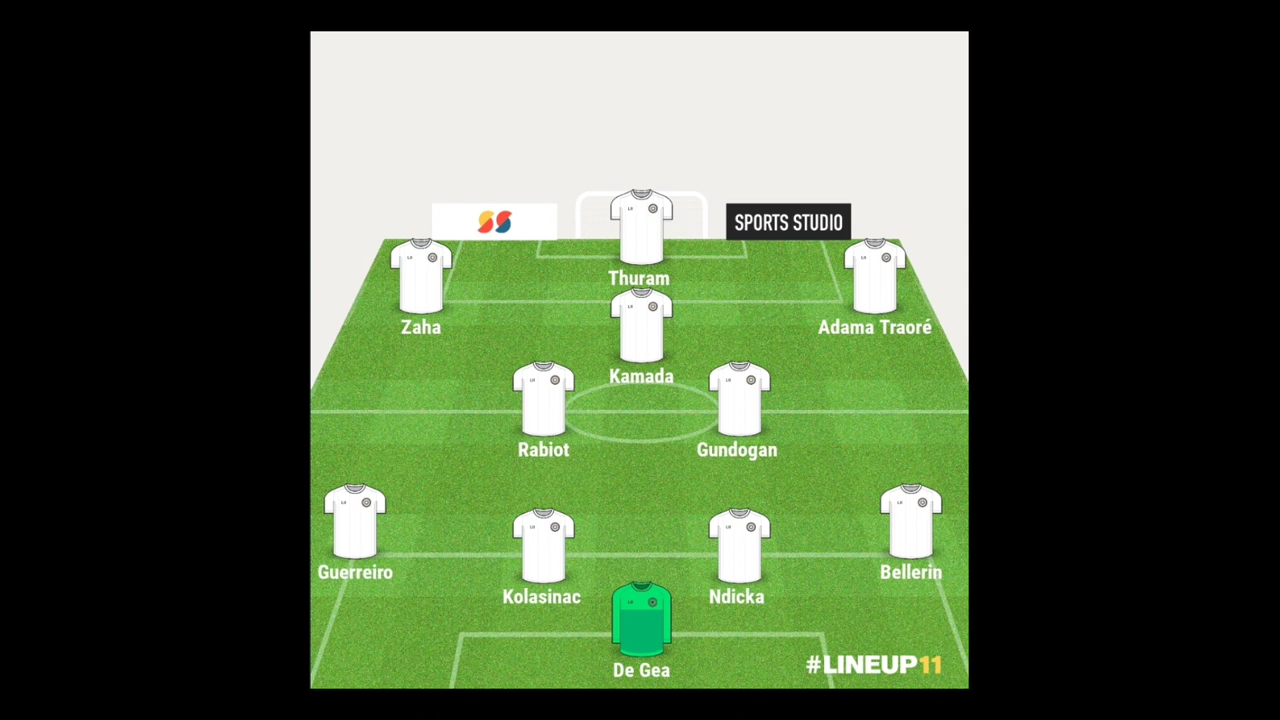 SPORTS STUDIO
Thuram
Zaha
Adama Traoré
Kamada
Rabiot
Gundogan
Guerreiro
Bellerin
Kolasinac
Ndicka
De Gea
#LINEUP11